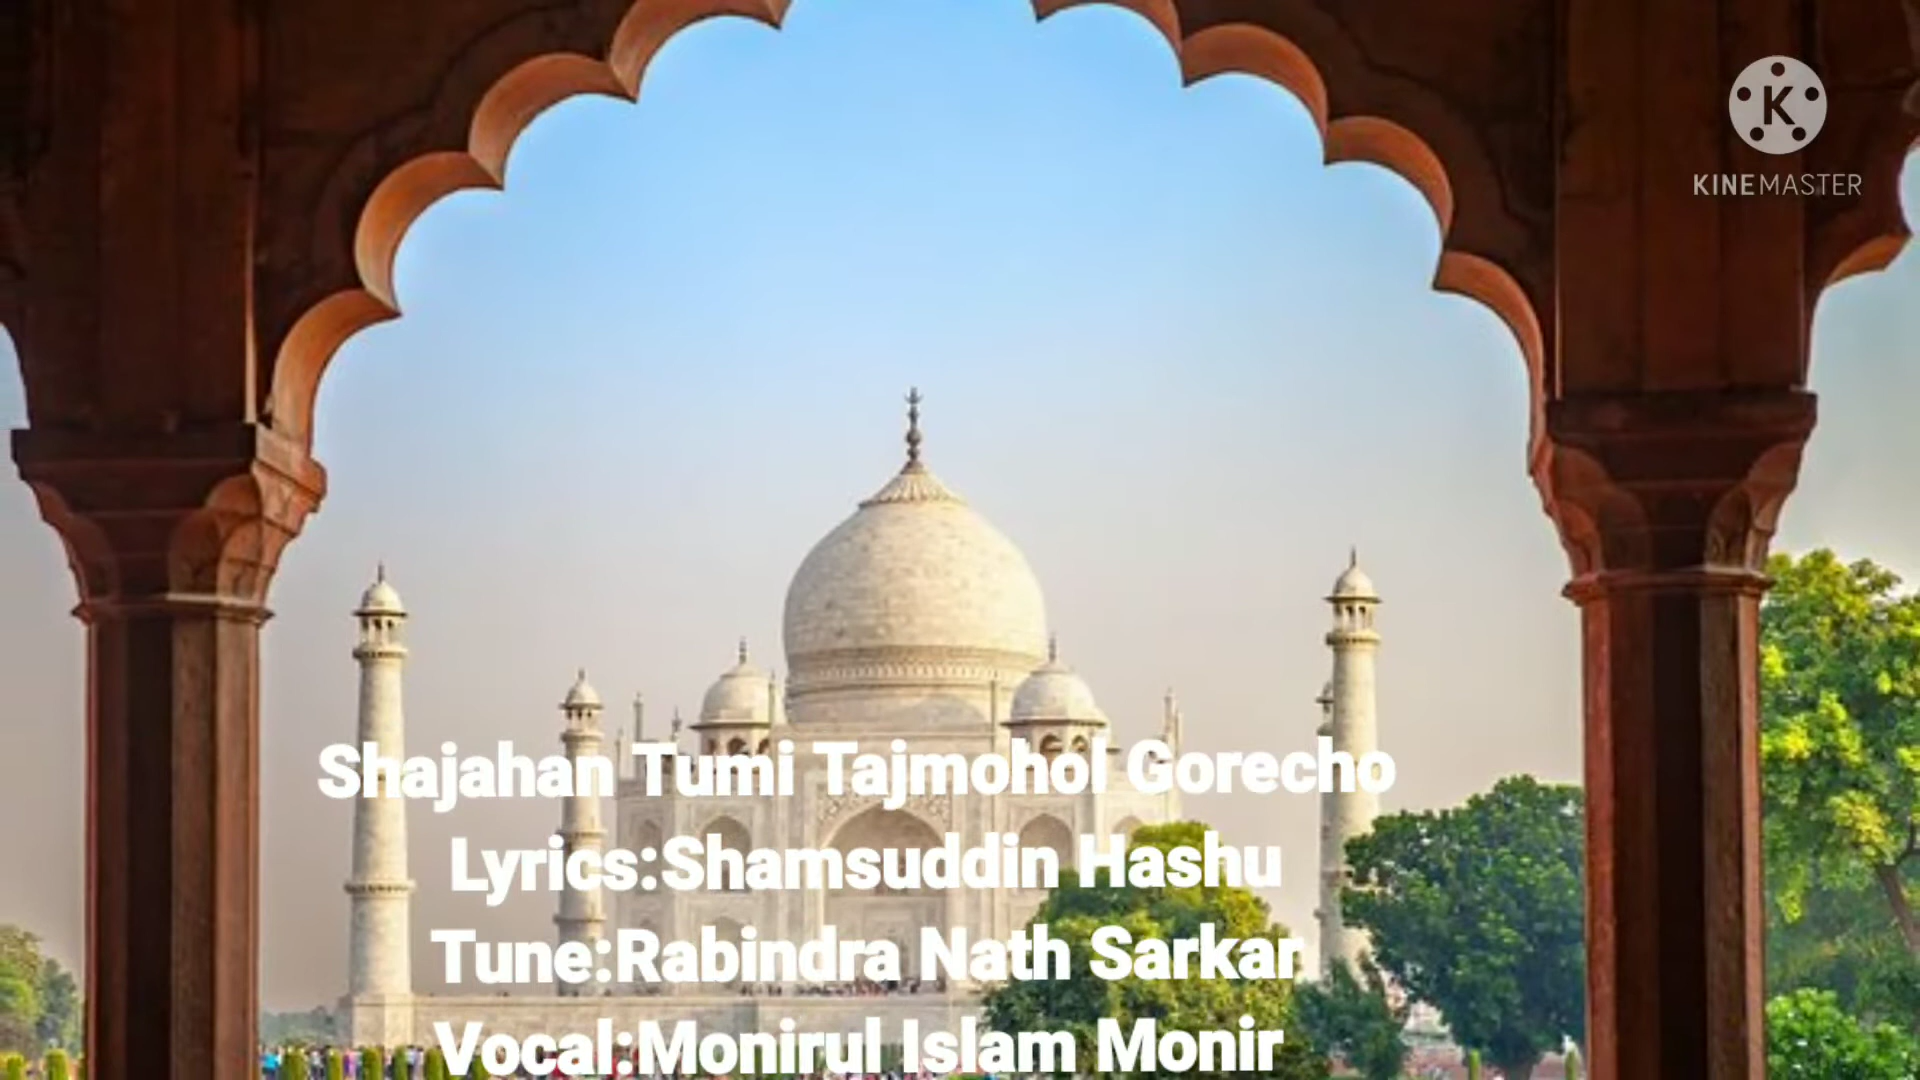 K
KINEMASTER
Shajahan Tumi Tajmohol Gorecho
Lyrics:Shamsuddin Hashu
Tune:Rabindra Nath Sarkar
Vocal:Monirul Islam Monir